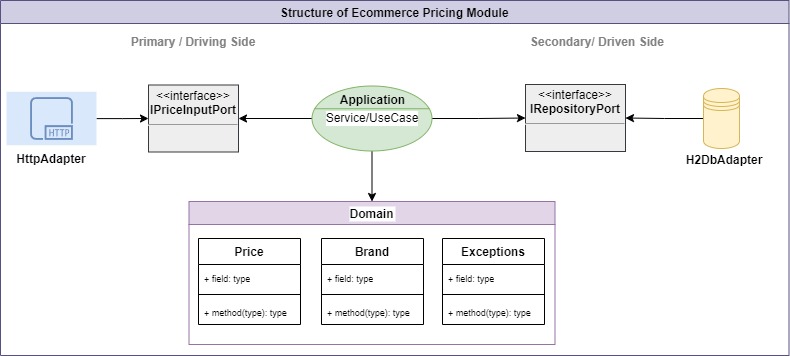 Structure of Ecommerce Pricing Module
Primary / Driving Side
Secondary/ Driven Side
HTTP
HttpAdapter
<<interface>>
IPriceInputPort
Application
Service/UseCase
<<interface>>
IRepositoryPort
H2DbAdapter
Domain
Price
+ field: type
+ method(type): type
Brand
+ field: type
+ method(type): type
Exceptions
+ field: type
+ method(type): type